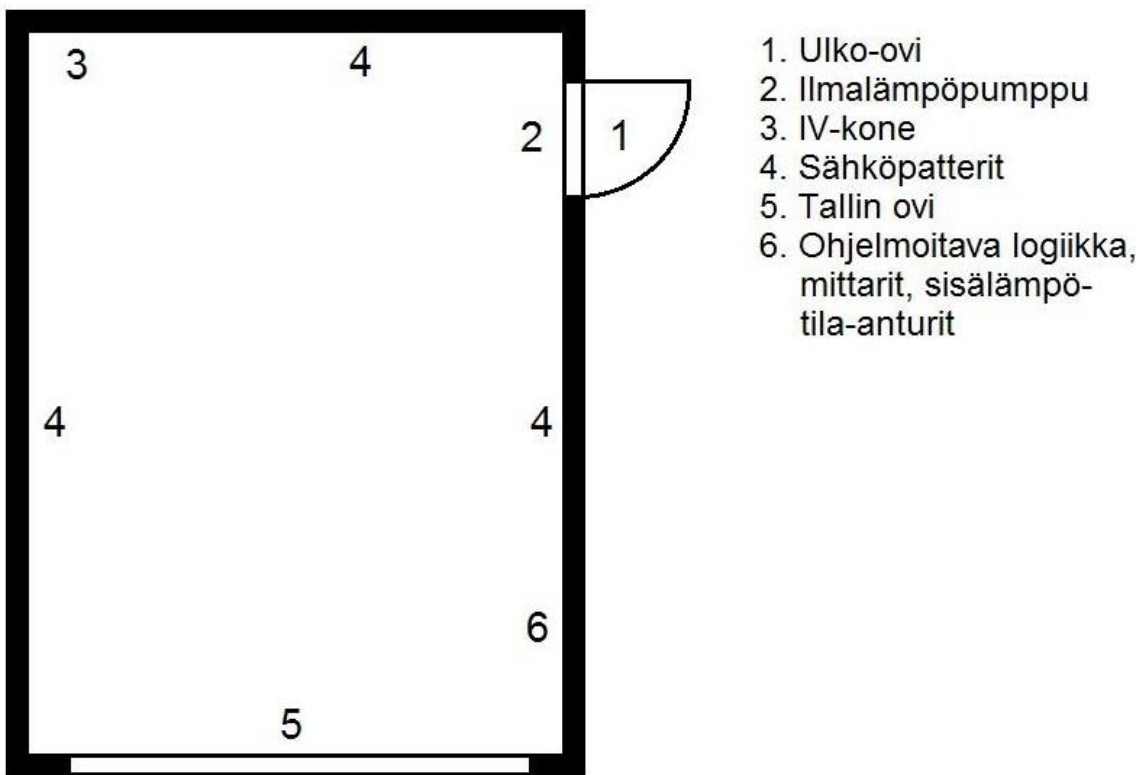 3
4
2
1
4
4
6
5
1. Ulko-ovi
2. Ilmalämpöpumppu
3. IV-kone
4. Sähköpatterit
5. Tallin ovi
6. Ohjelmoitava logiikka,
mittarit, sisälämpö-
tila-anturit